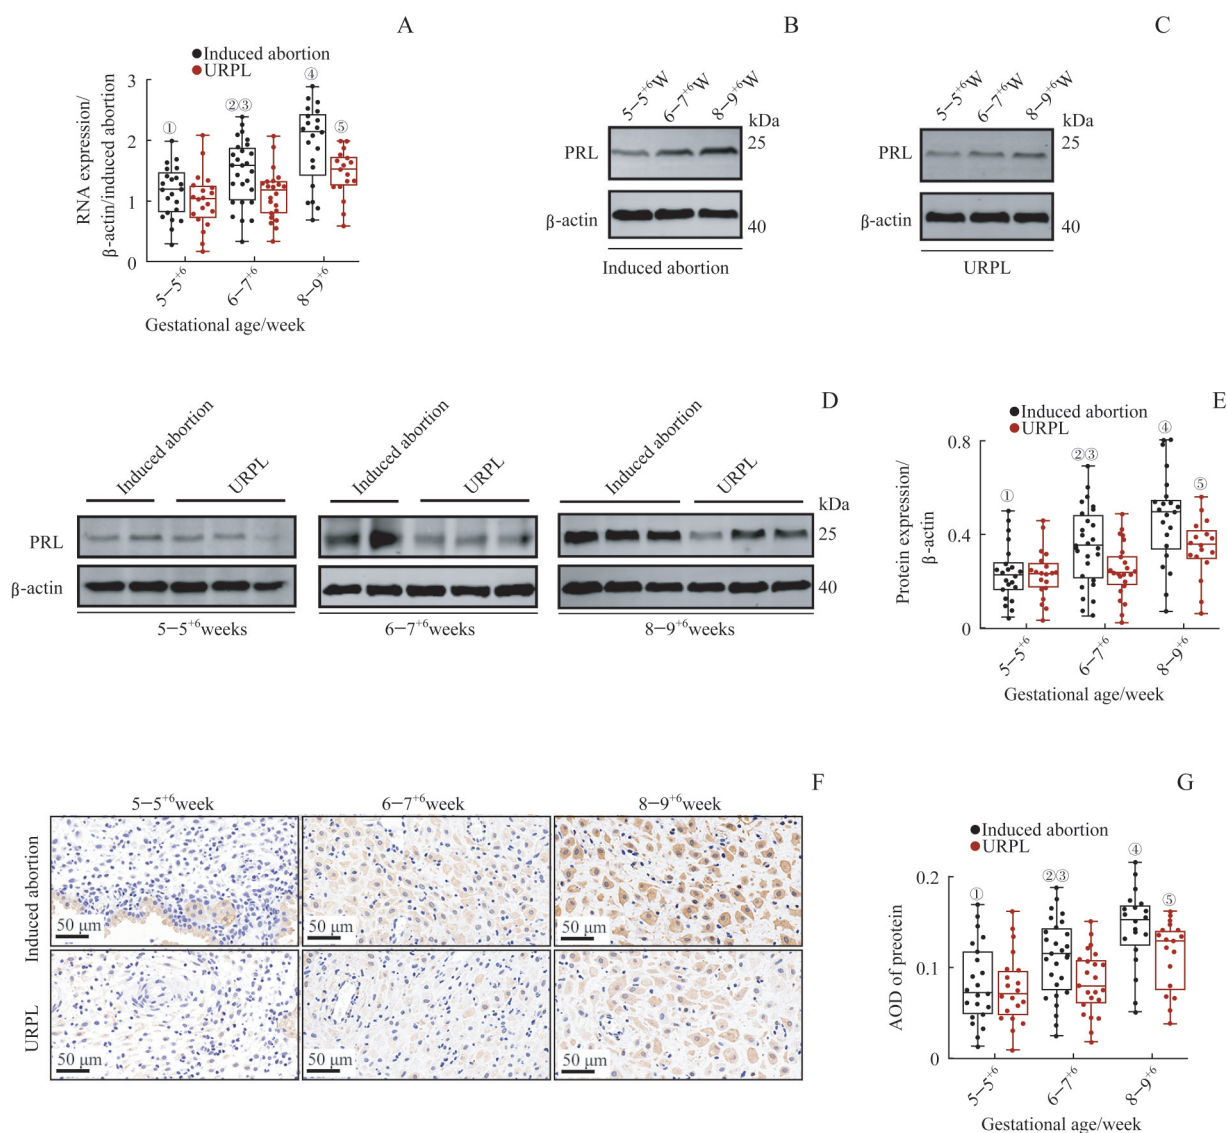 A
Induced abortion
URPL
RNA expression/
β-actin/induced abortion
3
2
1
0
①
②③
④
⑤
5–5⁺⁶
6–7⁺⁶
8–9⁺⁶
Gestational age/week
B
5–5⁺⁶W
6–7⁺⁶W
8–9⁺⁶W
kDa
PRL
25
β-actin
40
Induced abortion
C
5–5⁺⁶W
6–7⁺⁶W
8–9⁺⁶W
kDa
PRL
25
β-actin
40
URPL
D
Induced abortion
URPL
Induced abortion
URPL
Induced abortion
URPL
kDa
PRL
25
β-actin
40
5–5⁺⁶weeks
6–7⁺⁶weeks
8–9⁺⁶weeks
E
Induced abortion
URPL
Protein expression/
β-actin
0.8
0.4
0
①
②③
④
⑤
5–5⁺⁶
6–7⁺⁶
8–9⁺⁶
Gestational age/week
F
5–5⁺⁶week
6–7⁺⁶week
8–9⁺⁶week
Induced abortion
50 μm
50 μm
50 μm
URPL
50 μm
50 μm
50 μm
G
Induced abortion
URPL
AOD of preotein
0.2
0.1
0
①
②③
④
⑤
5–5⁺⁶
6–7⁺⁶
8–9⁺⁶
Gestational age/week